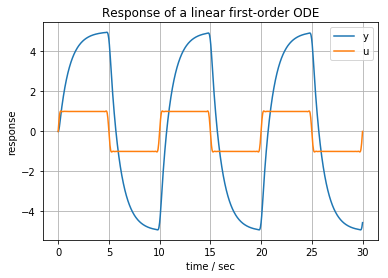 Response of a linear first-order ODE
y
u
response
4
2
0
−2
−4
0 5 10 15 20 25 30
time / sec